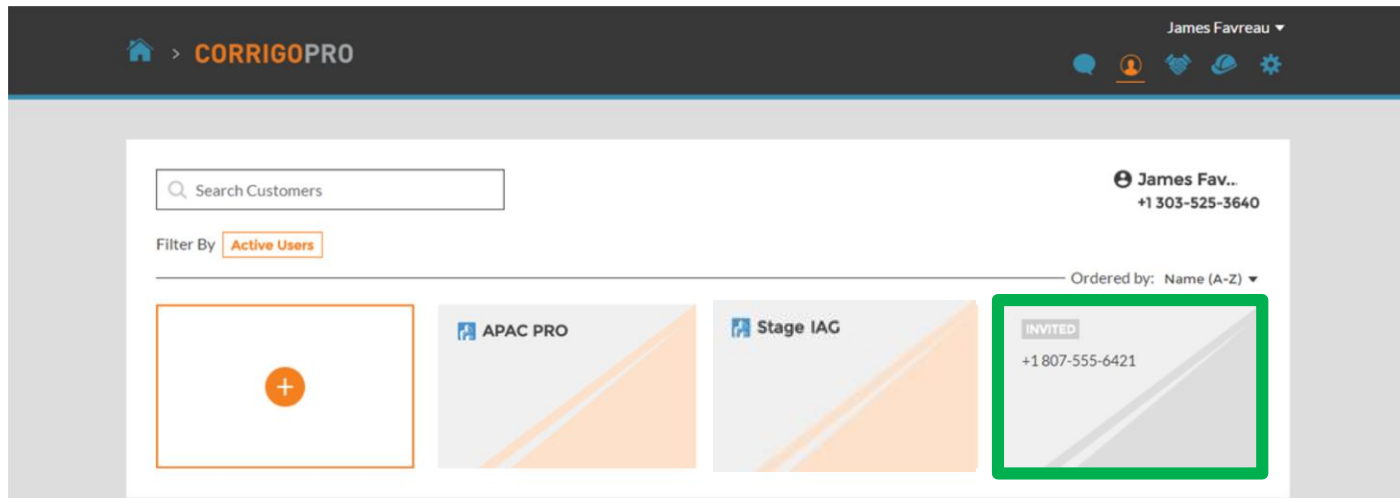 James Favreau
> CORRIGOPRO
Search Customers
James Fav...
+1 303-525-3640
Filter By Active Users
Ordered by: Name (A-Z)
APAC PRO
Stage IAG
INVITED
+1 807-555-6421